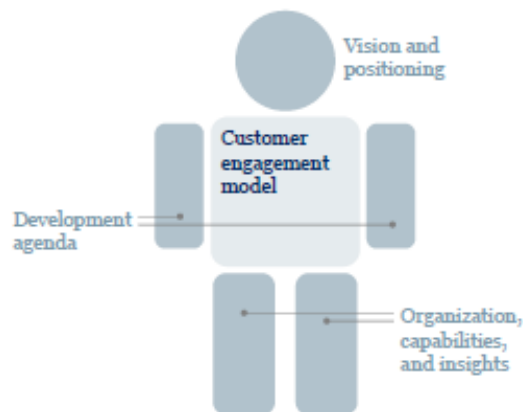 Vision and
positioning
Customer
engagement
model
Development
agenda
Organization,
capabilities,
and insights